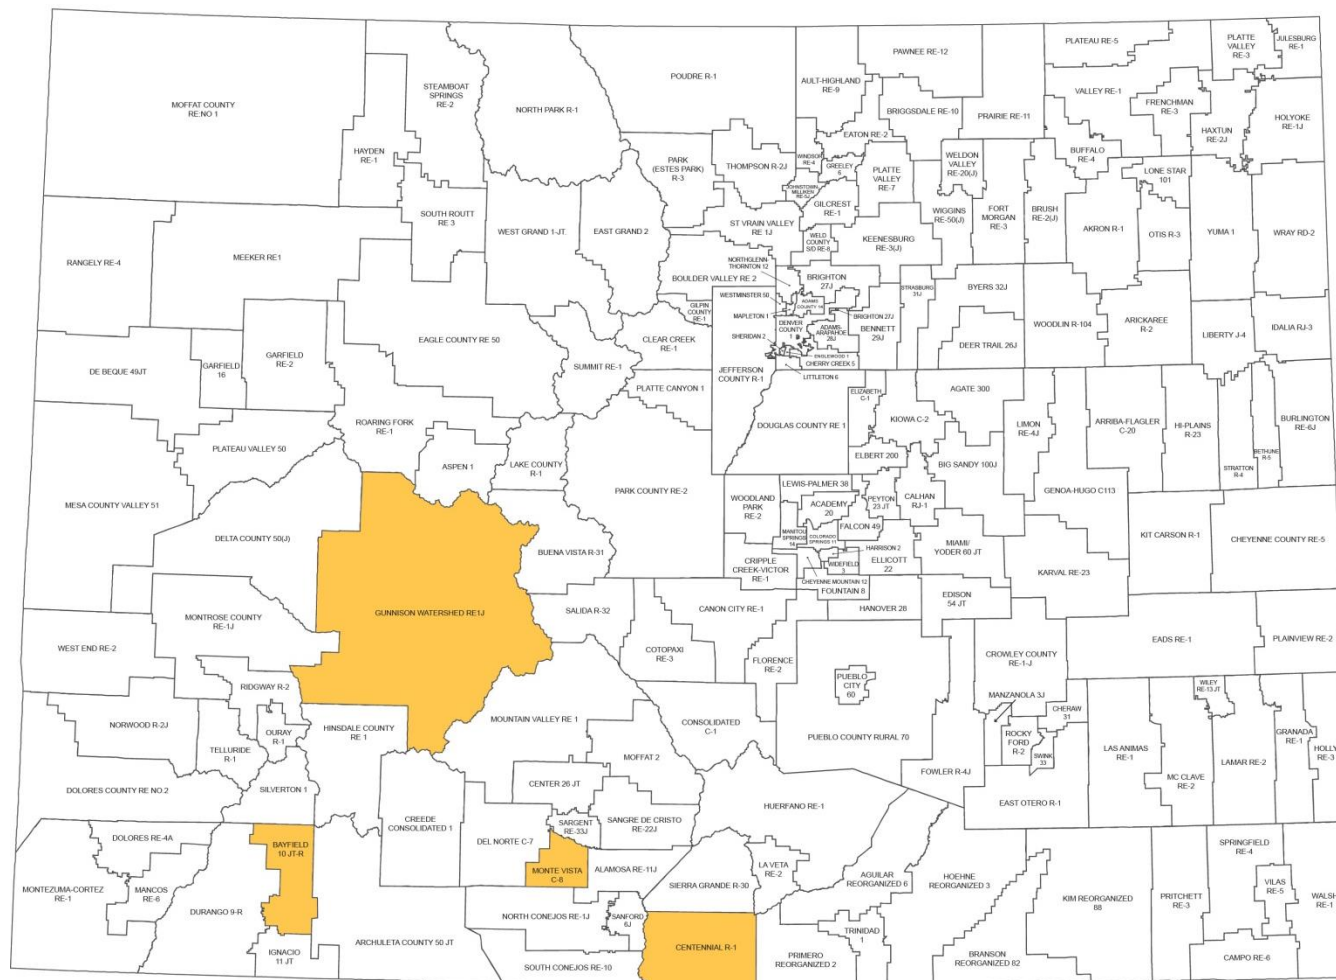 MOFFAT COUNTY
RE:NO 1
HAYDEN
RE-1
STEAMBOAT
SPRINGS
RE-2
NORTH PARK R-1
POUDRE R-1
AULT-HIGHLAND
RE-9
PAWNEE RE-12
BRIGGSDALE RE-10
PRAIRIE RE-11
PLATEAU RE-5
VALLEY RE-1
FRENCHMAN
RE-3
PLATTE
VALLEY
RE-3
JULESBURG
RE-1
HAXTUN
RE-2J
HOLYOKE
RE-1J
BUFFALO
RE-4
LONE STAR
101
EATON RE-2
PARK
(ESTES PARK)
R-3
THOMPSON R-2J
WINDSOR
RE-4
GREELEY
6
JOHNSTOWN-
MILLIKEN
RE-5J
GILCREST
RE-1
PLATTE
VALLEY
RE-7
WELDON
VALLEY
RE-20(J)
WIGGINS
RE-50(J)
FORT
MORGAN
RE-3
BRUSH
RE-2(J)
AKRON R-1
OTIS R-3
YUMA 1
WRAY RD-2
RANGELY RE-4
MEEKER RE1
SOUTH ROUTT
RE 3
WEST GRAND 1-JT.
EAST GRAND 2
ST VRAIN VALLEY
RE 1J
WELD
COUNTY
S/D RE-8
KEENESBURG
RE-3(J)
NORTHGLENN-
THORNTON 12
BOULDER VALLEY RE 2
BRIGHTON
27J
WESTMINSTER 50
ADAMS
COUNTY 14
MAPLETON 1
GILPIN
COUNTY
RE-1
DENVER
COUNTY
1
BRIGHTON 27J
ADAMS-
ARAPAHOE
28J
BENNETT
29J
STRASBURG
31J
BYERS 32J
DEER TRAIL 26J
WOODLIN R-104
ARICKAREE
R-2
LIBERTY J-4
IDALIA RJ-3
DE BEQUE 49JT
GARFIELD
16
GARFIELD
RE-2
EAGLE COUNTY RE 50
SUMMIT RE-1
CLEAR CREEK
RE-1
SHERIDAN 2
ENGLEWOOD 1
CHERRY CREEK 5
LITTLETON 6
JEFFERSON
COUNTY R-1
PLATTE CANYON 1
DOUGLAS COUNTY RE 1
ELIZABETH
C-1
KIOWA C-2
AGATE 300
ELBERT 200
BIG SANDY 100J
LIMON
RE-4J
ARRIBA-FLAGLER
C-20
HI-PLAINS
R-23
STRATTON
R-4
BETHUNE
R-5
BURLINGTON
RE-6J
GENOA-HUGO C113
ROARING FORK
RE-1
ASPEN 1
LAKE COUNTY
R-1
PLATEAU VALLEY 50
MESA COUNTY VALLEY 51
DELTA COUNTY 50(J)
PARK COUNTY RE-2
BUENA VISTA R-31
WOODLAND
PARK
RE-2
LEWIS-PALMER 38
ACADEMY
20
PEYTON
23 JT
CALHAN
RJ-1
MANITOU
SPRINGS
14
COLORADO
SPRINGS 11
FALCON 49
HARRISON 2
WIDEFIELD
3
ELLICOTT
22
CHEYENNE MOUNTAIN 12
FOUNTAIN 8
CRIPPLE
CREEK-VICTOR
RE-1
MIAMI/
YODER 60 JT
KARVAL RE-23
KIT CARSON R-1
CHEYENNE COUNTY RE-5
HANOVER 28
EDISON
54 JT
GUNNISON WATERSHED RE1J
MONTROSE COUNTY
RE-1J
WEST END RE-2
SALIDA R-32
CANON CITY RE-1
COTOPAXI
RE-3
FLORENCE
RE-2
PUEBLO
CITY
60
PUEBLO COUNTY RURAL 70
CROWLEY COUNTY
RE-1-J
EADS RE-1
PLAINVIEW RE-2
MANZANOLA 3J
CHERAW
31
ROCKY
FORD
R-2
SWINK
33
FOWLER R-4J
EAST OTERO R-1
LAS ANIMAS
RE-1
MC CLAVE
RE-2
WILEY
RE-13 JT
LAMAR RE-2
GRANADA
RE-1
HOLLY
RE-3
RIDGWAY R-2
NORWOOD R-2J
TELLURIDE
R-1
OURAY
R-1
HINSDALE COUNTY
RE 1
MOUNTAIN VALLEY RE 1
CONSOLIDATED
C-1
MOFFAT 2
DOLORES COUNTY RE NO.2
SILVERTON 1
CENTER 26 JT
CREEDE
CONSOLIDATED
1
DEL NORTE C-7
SARGENT
RE-33J
SANGRE DE CRISTO
RE-22J
HUERFANO RE-1
DOLORES RE-4A
BAYFIELD
10 JT-R
MONTE VISTA
C-8
ALAMOSA RE-11J
LA VETA
RE-2
SIERRA GRANDE R-30
AGUILAR
REORGANIZED 6
HOEHNE
REORGANIZED 3
SPRINGFIELD
RE-4
MONTEZUMA-CORTEZ
RE-1
MANCOS
RE-6
DURANGO 9-R
NORTH CONEJOS RE-1J
SANFORD
6J
KIM REORGANIZED
88
PRITCHETT
RE-3
VILAS
RE-5
WALSH
RE-1
IGNACIO
11 JT
ARCHULETA COUNTY 50 JT
SOUTH CONEJOS RE-10
CENTENNIAL R-1
PRIMERO
REORGANIZED 2
TRINIDAD
1
BRANSON
REORGANIZED 82
CAMPO RE-6